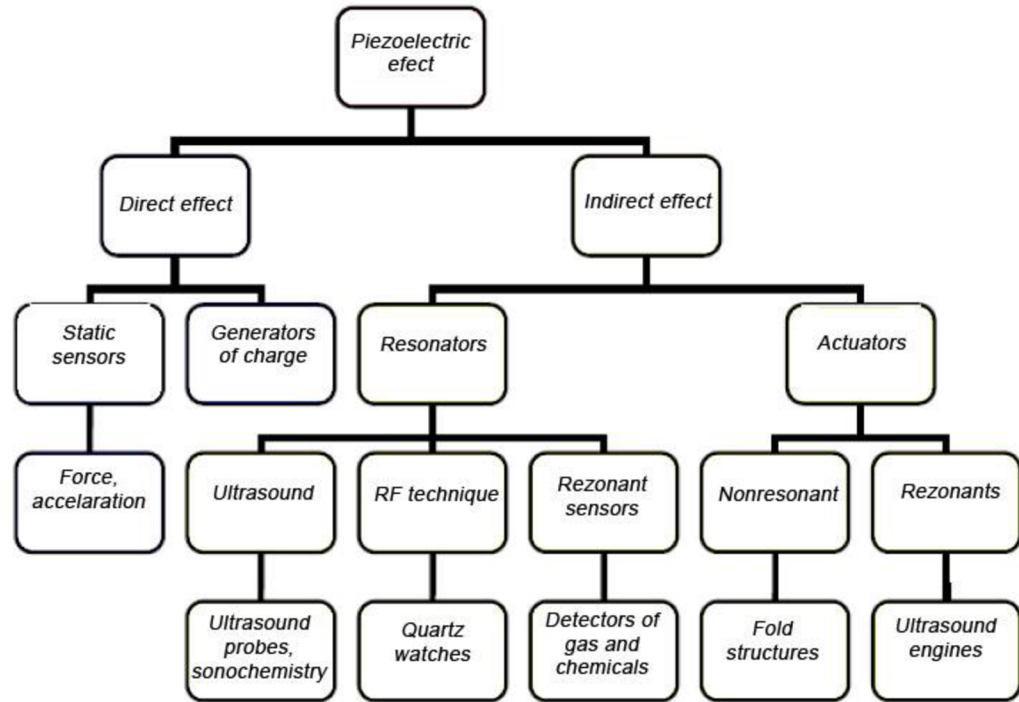 Piezoelectric
efect
Direct effect
Indirect effect
Static
sensors
Generators
of charge
Resonators
Actuators
Force,
accelaration
Ultrasound
RF technique
Rezonant
sensors
Nonresonant
Rezonants
Ultrasound
probes,
sonochemistry
Quartz
watches
Detectors of
gas and
chemicals
Fold
structures
Ultrasound
engines